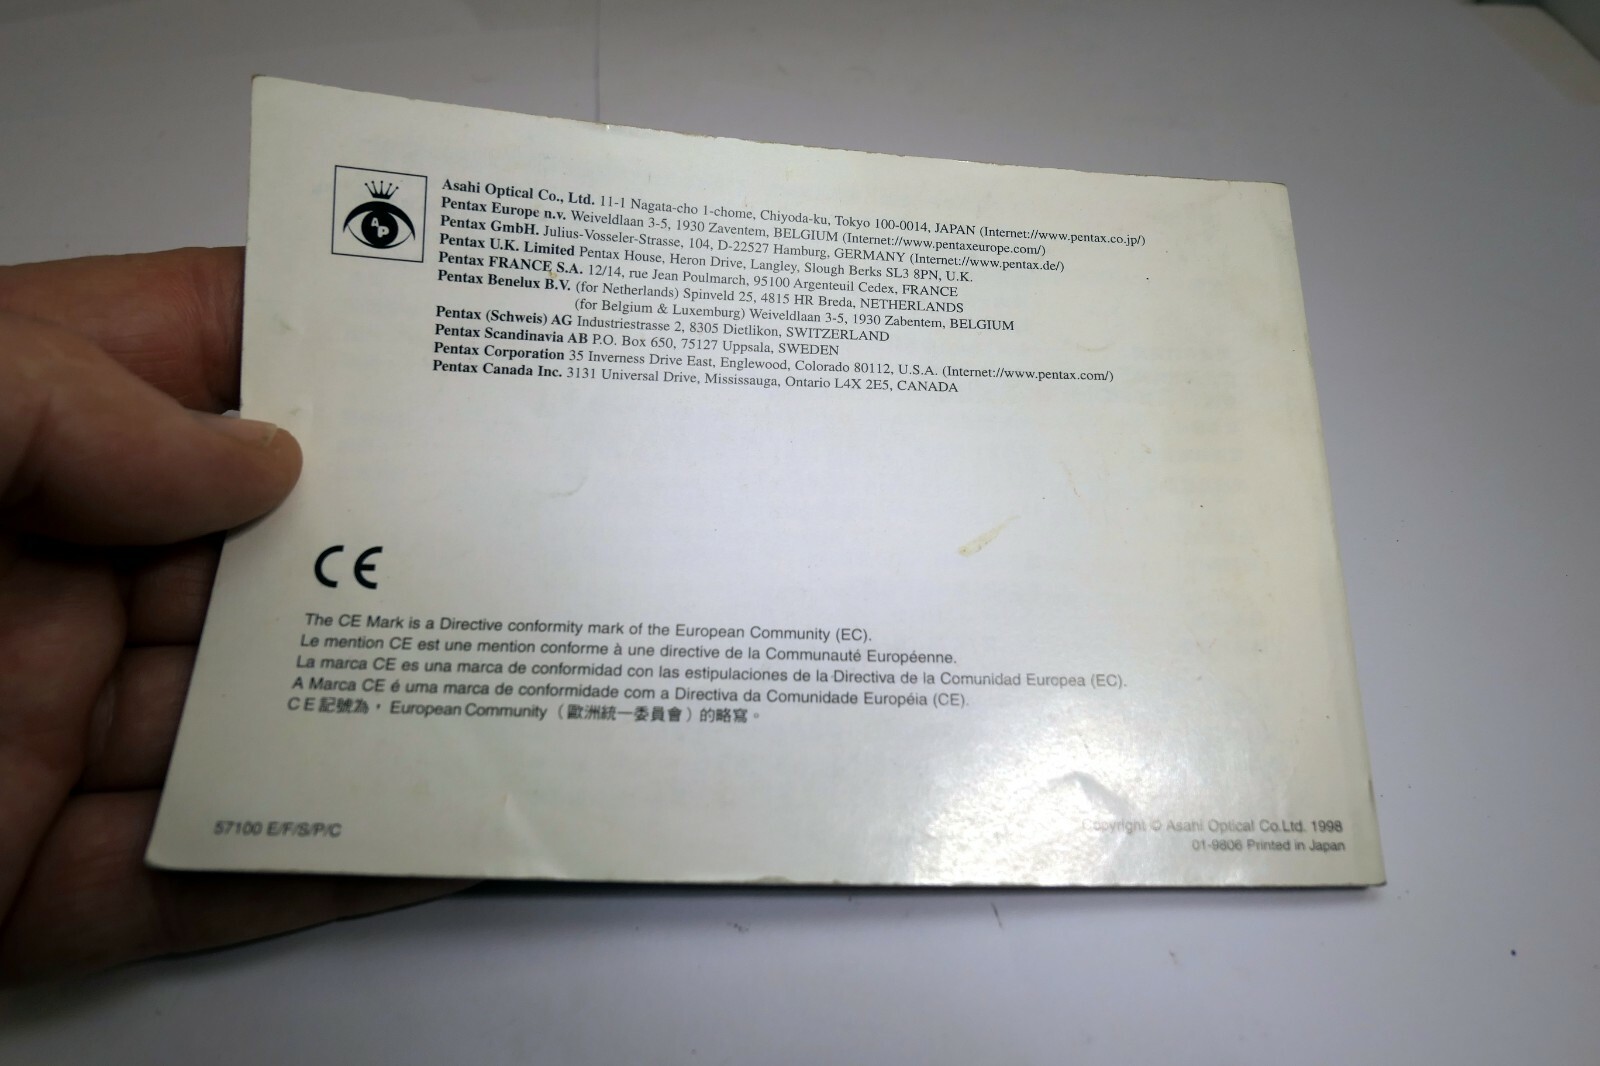 AP
Asahi Optical Co., Ltd. 11-1 Nagata-cho 1-chome, Chiyoda-ku, Tokyo 100-0014, JAPAN (Internet://www.pentax.co.jp/)
Pentax Europe n.v. Weiveldlaan 3-5, 1930 Zaventem, BELGIUM (Internet://www.pentaxeurope.com/)
Pentax GmbH. Julius-Vosseler-Strasse, 104, D-22527 Hamburg, GERMANY (Internet://www.pentax.de/)
Pentax U.K. Limited Pentax House, Heron Drive, Langley, Slough Berks SL3 8PN, U.K.
Pentax FRANCE S.A. 12/14, rue Jean Poulmarch, 95100 Argenteuil Cedex, FRANCE
Pentax Benelux B.V. (for Netherlands) Spinveld 25, 4815 HR Breda, NETHERLANDS
(for Belgium & Luxemburg) Weiveldlaan 3-5, 1930 Zabentem, BELGIUM
Pentax (Schweis) AG Industriestrasse 2, 8305 Dietlikon, SWITZERLAND
Pentax Scandinavia AB P.O. Box 650, 75127 Uppsala, SWEDEN
Pentax Corporation 35 Inverness Drive East, Englewood, Colorado 80112, U.S.A. (Internet://www.pentax.com/)
Pentax Canada Inc. 3131 Universal Drive, Mississauga, Ontario L4X 2E5, CANADA
CE
The CE Mark is a Directive conformity mark of the European Community (EC).
Le mention CE est une mention conforme à une directive de la Communauté Européenne.
La marca CE es una marca de conformidad con las estipulaciones de la Directiva de la Comunidad Europea (EC).
A Marca CE é uma marca de conformidade com a Directiva da Comunidade Européia (CE).
CE記號為，European Community（歐洲統一委員會）的略寫。
57100 E/F/S/P/C
Copyright © Asahi Optical Co.Ltd. 1998
01-9806 Printed in Japan